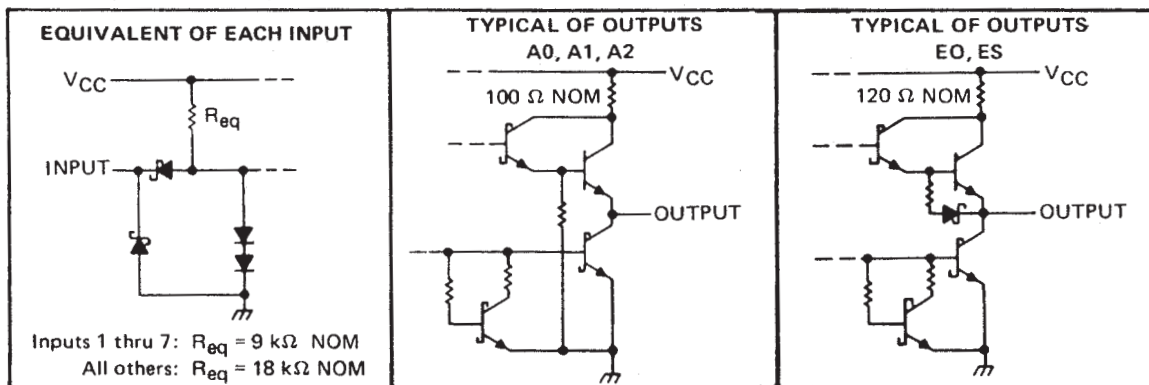 EQUIVALENT OF EACH INPUT
VCC
Req
INPUT
Inputs 1 thru 7: Req = 9 kΩ NOM
All others: Req = 18 kΩ NOM
TYPICAL OF OUTPUTS
A0, A1, A2
VCC
100 Ω NOM
OUTPUT
TYPICAL OF OUTPUTS
EO, ES
VCC
120 Ω NOM
OUTPUT